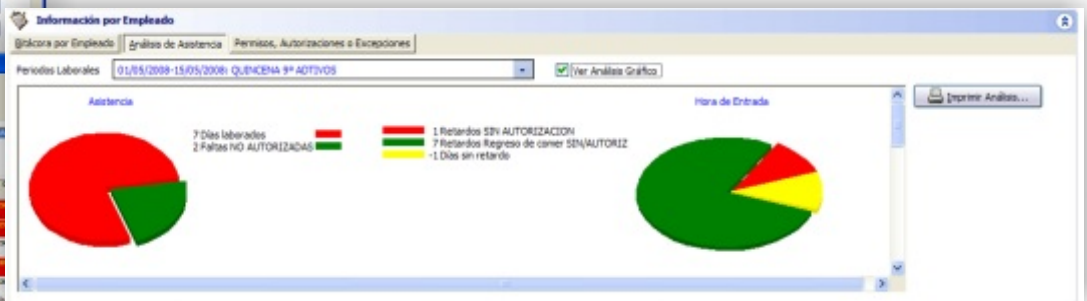 Información por Empleado
Bitácora por Empleado Análisis de Asistencia Permisos, Autorizaciones o Excepciones
Periodos Laborales 01/05/2008-15/05/2008: QUINCENA 9ª ADTIVOS Ver Análisis Gráfico
Imprimir Análisis...
Asistencia Hora de Entrada
7 Días laborados
2 Faltas NO AUTORIZADAS
1 Retardos SIN AUTORIZACION
7 Retardos Regreso de comer SIN/AUTORIZ
-1 Días sin retardo